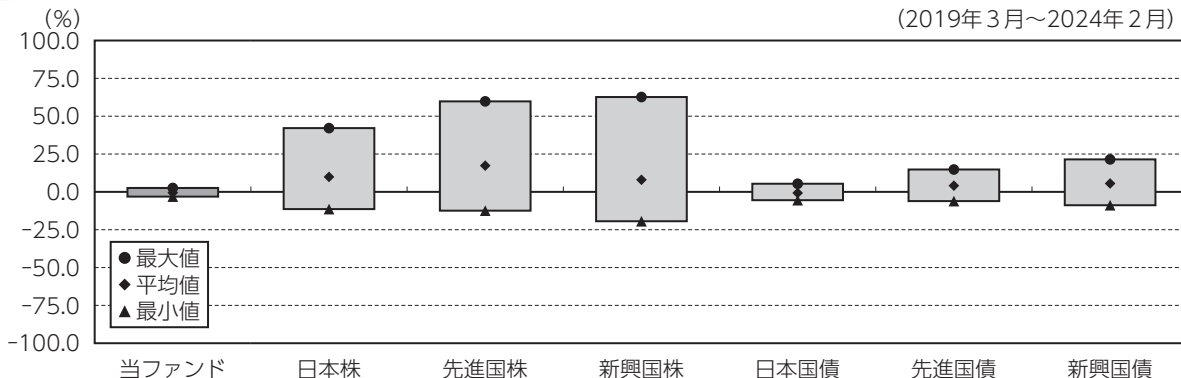 (%)
(2019年3月~2024年2月)
100.0
75.0
50.0
25.0
0.0
-25.0
-50.0
-75.0
-100.0
●最大値
◆平均値
▲最小値
当ファンド 日本株 先進国株 新興国株 日本国債 先進国債 新興国債